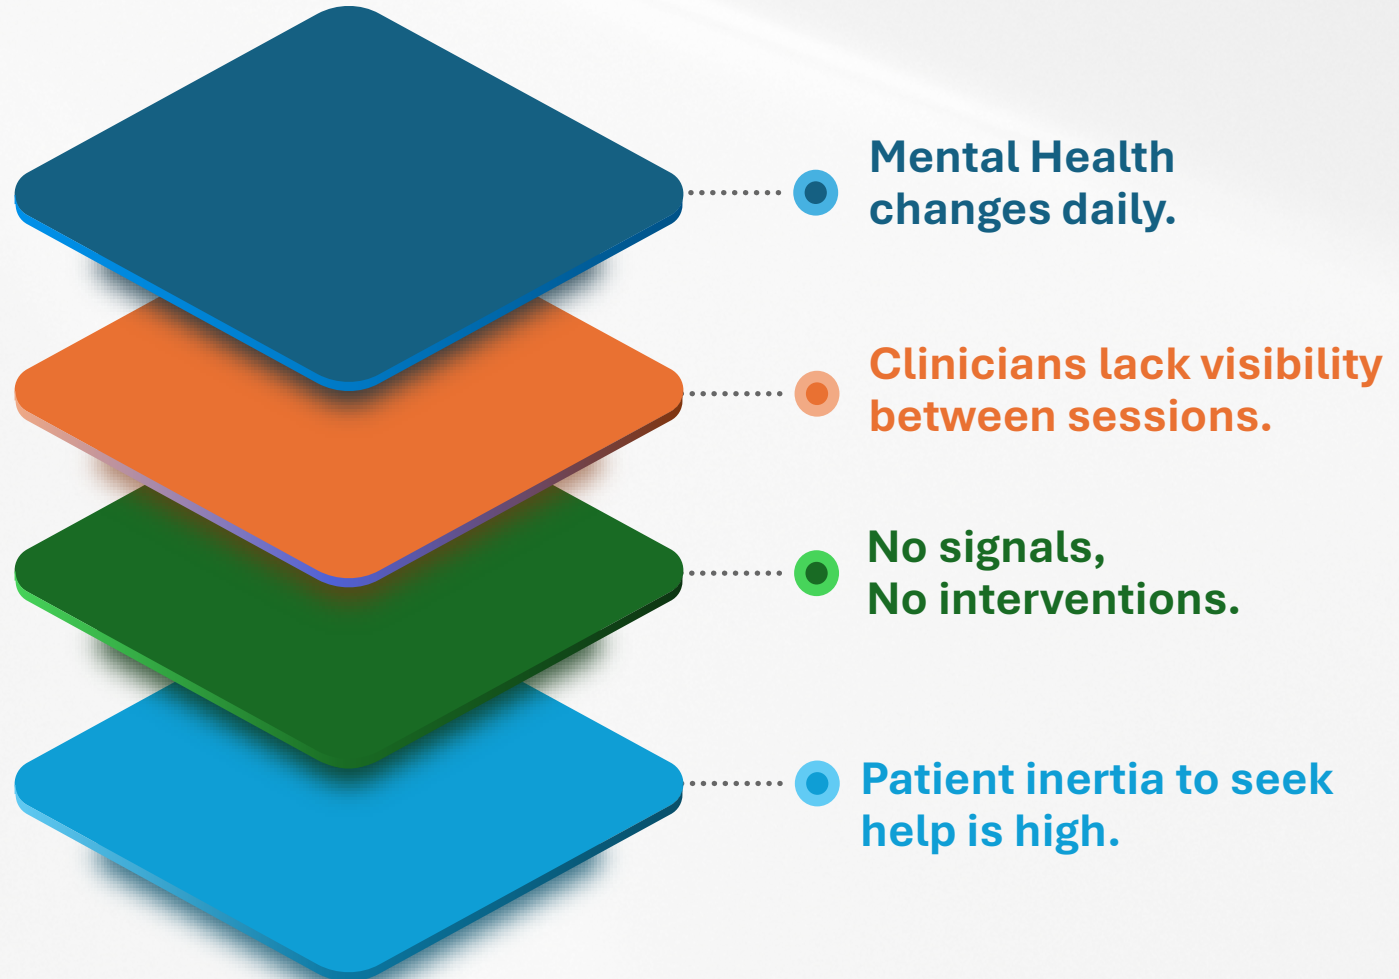 Mental Health
changes daily.
Clinicians lack visibility
between sessions.
No signals,
No interventions.
Patient inertia to seek
help is high.